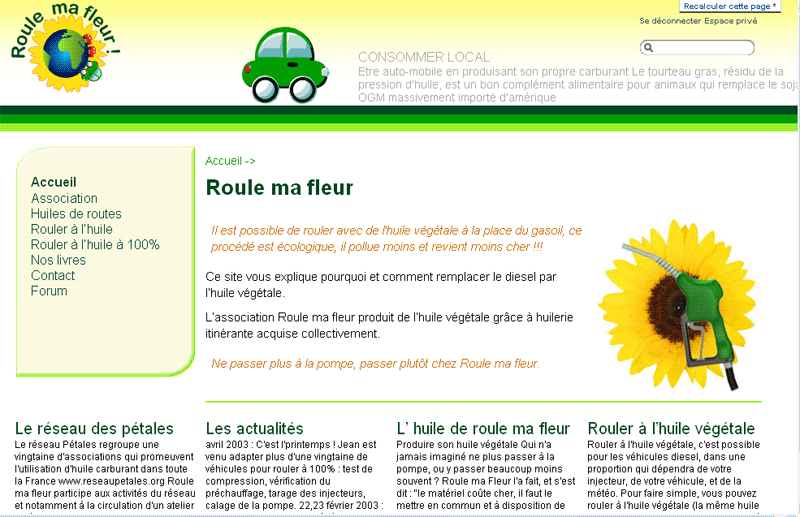 Roule ma fleur !
Recalculer cette page *
Se déconnecter Espace privé
CONSOMMER LOCAL
Etre auto-mobile en produisant son propre carburant Le tourteau gras, résidu de la
pression d'huile, est un bon complément alimentaire pour animaux qui remplace le soja
OGM massivement importé d'amérique
Accueil ->
Roule ma fleur
Accueil
Association
Huiles de routes
Rouler à l'huile
Rouler à l'huile à 100%
Nos livres
Contact
Forum
Il est possible de rouler avec de l'huile végétale à la place du gasoil, ce
procédé est écologique, il pollue moins et revient moins cher !!!
Ce site vous explique pourquoi et comment remplacer le diesel par
l'huile végétale.
L'association Roule ma fleur produit de l'huile végétale grâce à huilerie
itinérante acquise collectivement.
Ne passer plus à la pompe, passer plutôt chez Roule ma fleur.
Le réseau des pétales
Le réseau Pétales regroupe une
vingtaine d'associations qui promeuvent
l'utilisation d'huile carburant dans toute
la France www.reseaupetales.org Roule
ma fleur participe aux activités du réseau
et notamment à la circulation d'un atelier
Les actualités
avril 2003 : C'est l'printemps ! Jean est
venu adapter plus d'une vingtaine de
véhicules pour rouler à 100% : test de
compression, vérification du
préchauffage, tarage des injecteurs,
calage de la pompe. 22,23 février 2003 :
L' huile de roule ma fleur
Produire son huile végétale Qui n'a
jamais imaginé ne plus passer à la
pompe, ou y passer beaucoup moins
souvent ? Roule ma Fleur l'a fait, et s'est
dit : "le matériel coûte cher, il faut le
mettre en commun et à disposition de
Rouler à l'huile végétale
Rouler à l'huile végétale, c'est possible
pour les véhicules diesel, dans une
proportion qui dépendra de votre
injecteur, de votre véhicule, et de la
météo. Pour faire simple, vous pouvez
rouler à l'huile végétale (la même huile